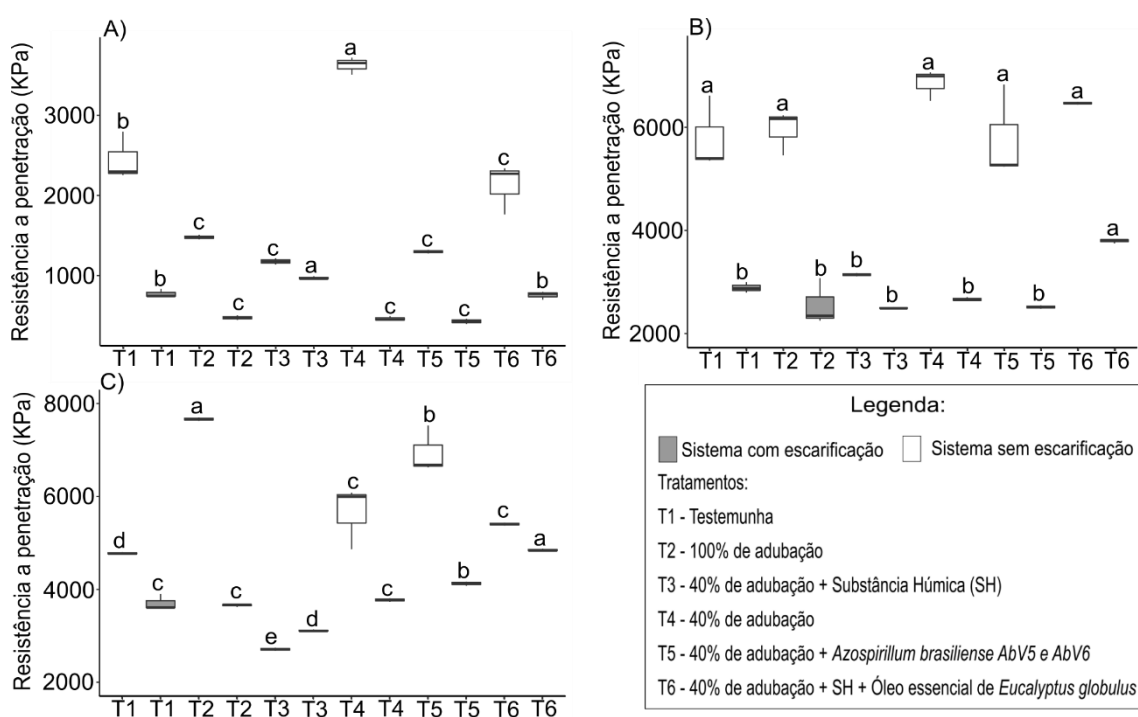 A)
Resistência a penetração (KPa)
3000
2000
1000
b
b
c
c
c
a
a
c
c
c
c
b
T1 T1 T2 T2 T3 T3 T4 T4 T5 T5 T6 T6
B)
Resistência a penetração (KPa)
6000
4000
2000
a
b
a
b
b
b
a
b
a
b
a
a
T1 T1 T2 T2 T3 T3 T4 T4 T5 T5 T6 T6
C)
Resistência a penetração (KPa)
8000
6000
4000
2000
d
c
a
c
e
d
c
c
b
b
c
a
T1 T1 T2 T2 T3 T3 T4 T4 T5 T5 T6 T6
Legenda:
Sistema com escarificação Sistema sem escarificação
Tratamentos:
T1 - Testemunha
T2 - 100% de adubação
T3 - 40% de adubação + Substância Húmica (SH)
T4 - 40% de adubação
T5 - 40% de adubação + Azospirillum brasiliense AbV5 e AbV6
T6 - 40% de adubação + SH + Óleo essencial de Eucalyptus globulus